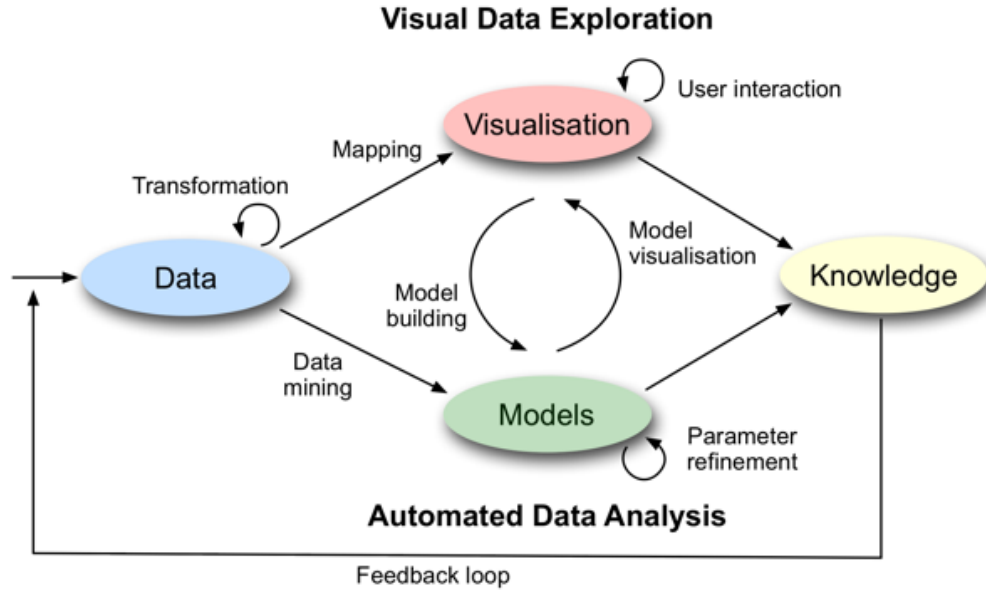 Visual Data Exploration
User interaction
Visualisation
Mapping
Transformation
Model
visualisation
Data
Knowledge
Model
building
Data
mining
Models
Parameter
refinement
Automated Data Analysis
Feedback loop